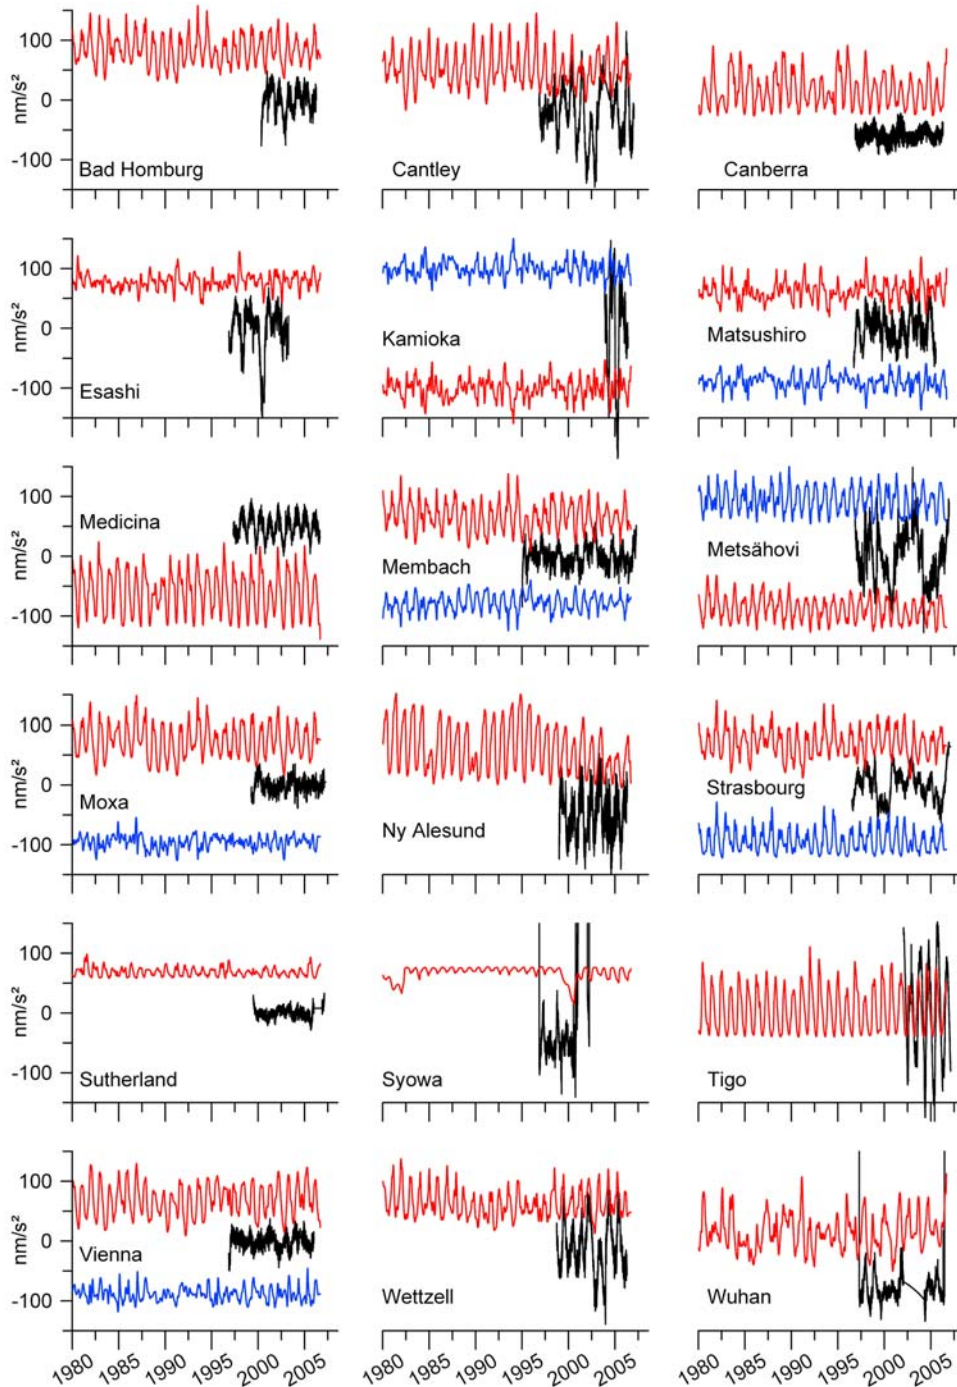 nm/s²
100
0
-100
Bad Homburg
Cantley
Canberra
nm/s²
100
0
-100
Esashi
Kamioka
Matsushiro
nm/s²
100
0
-100
Medicina
Membach
Metsähovi
nm/s²
100
0
-100
Moxa
Ny Alesund
Strasbourg
nm/s²
100
0
-100
Sutherland
Syowa
Tigo
nm/s²
100
0
-100
Vienna
Wettzell
Wuhan
1980 1985 1990 1995 2000 2005 1980 1985 1990 1995 2000 2005 1980 1985 1990 1995 2000 2005